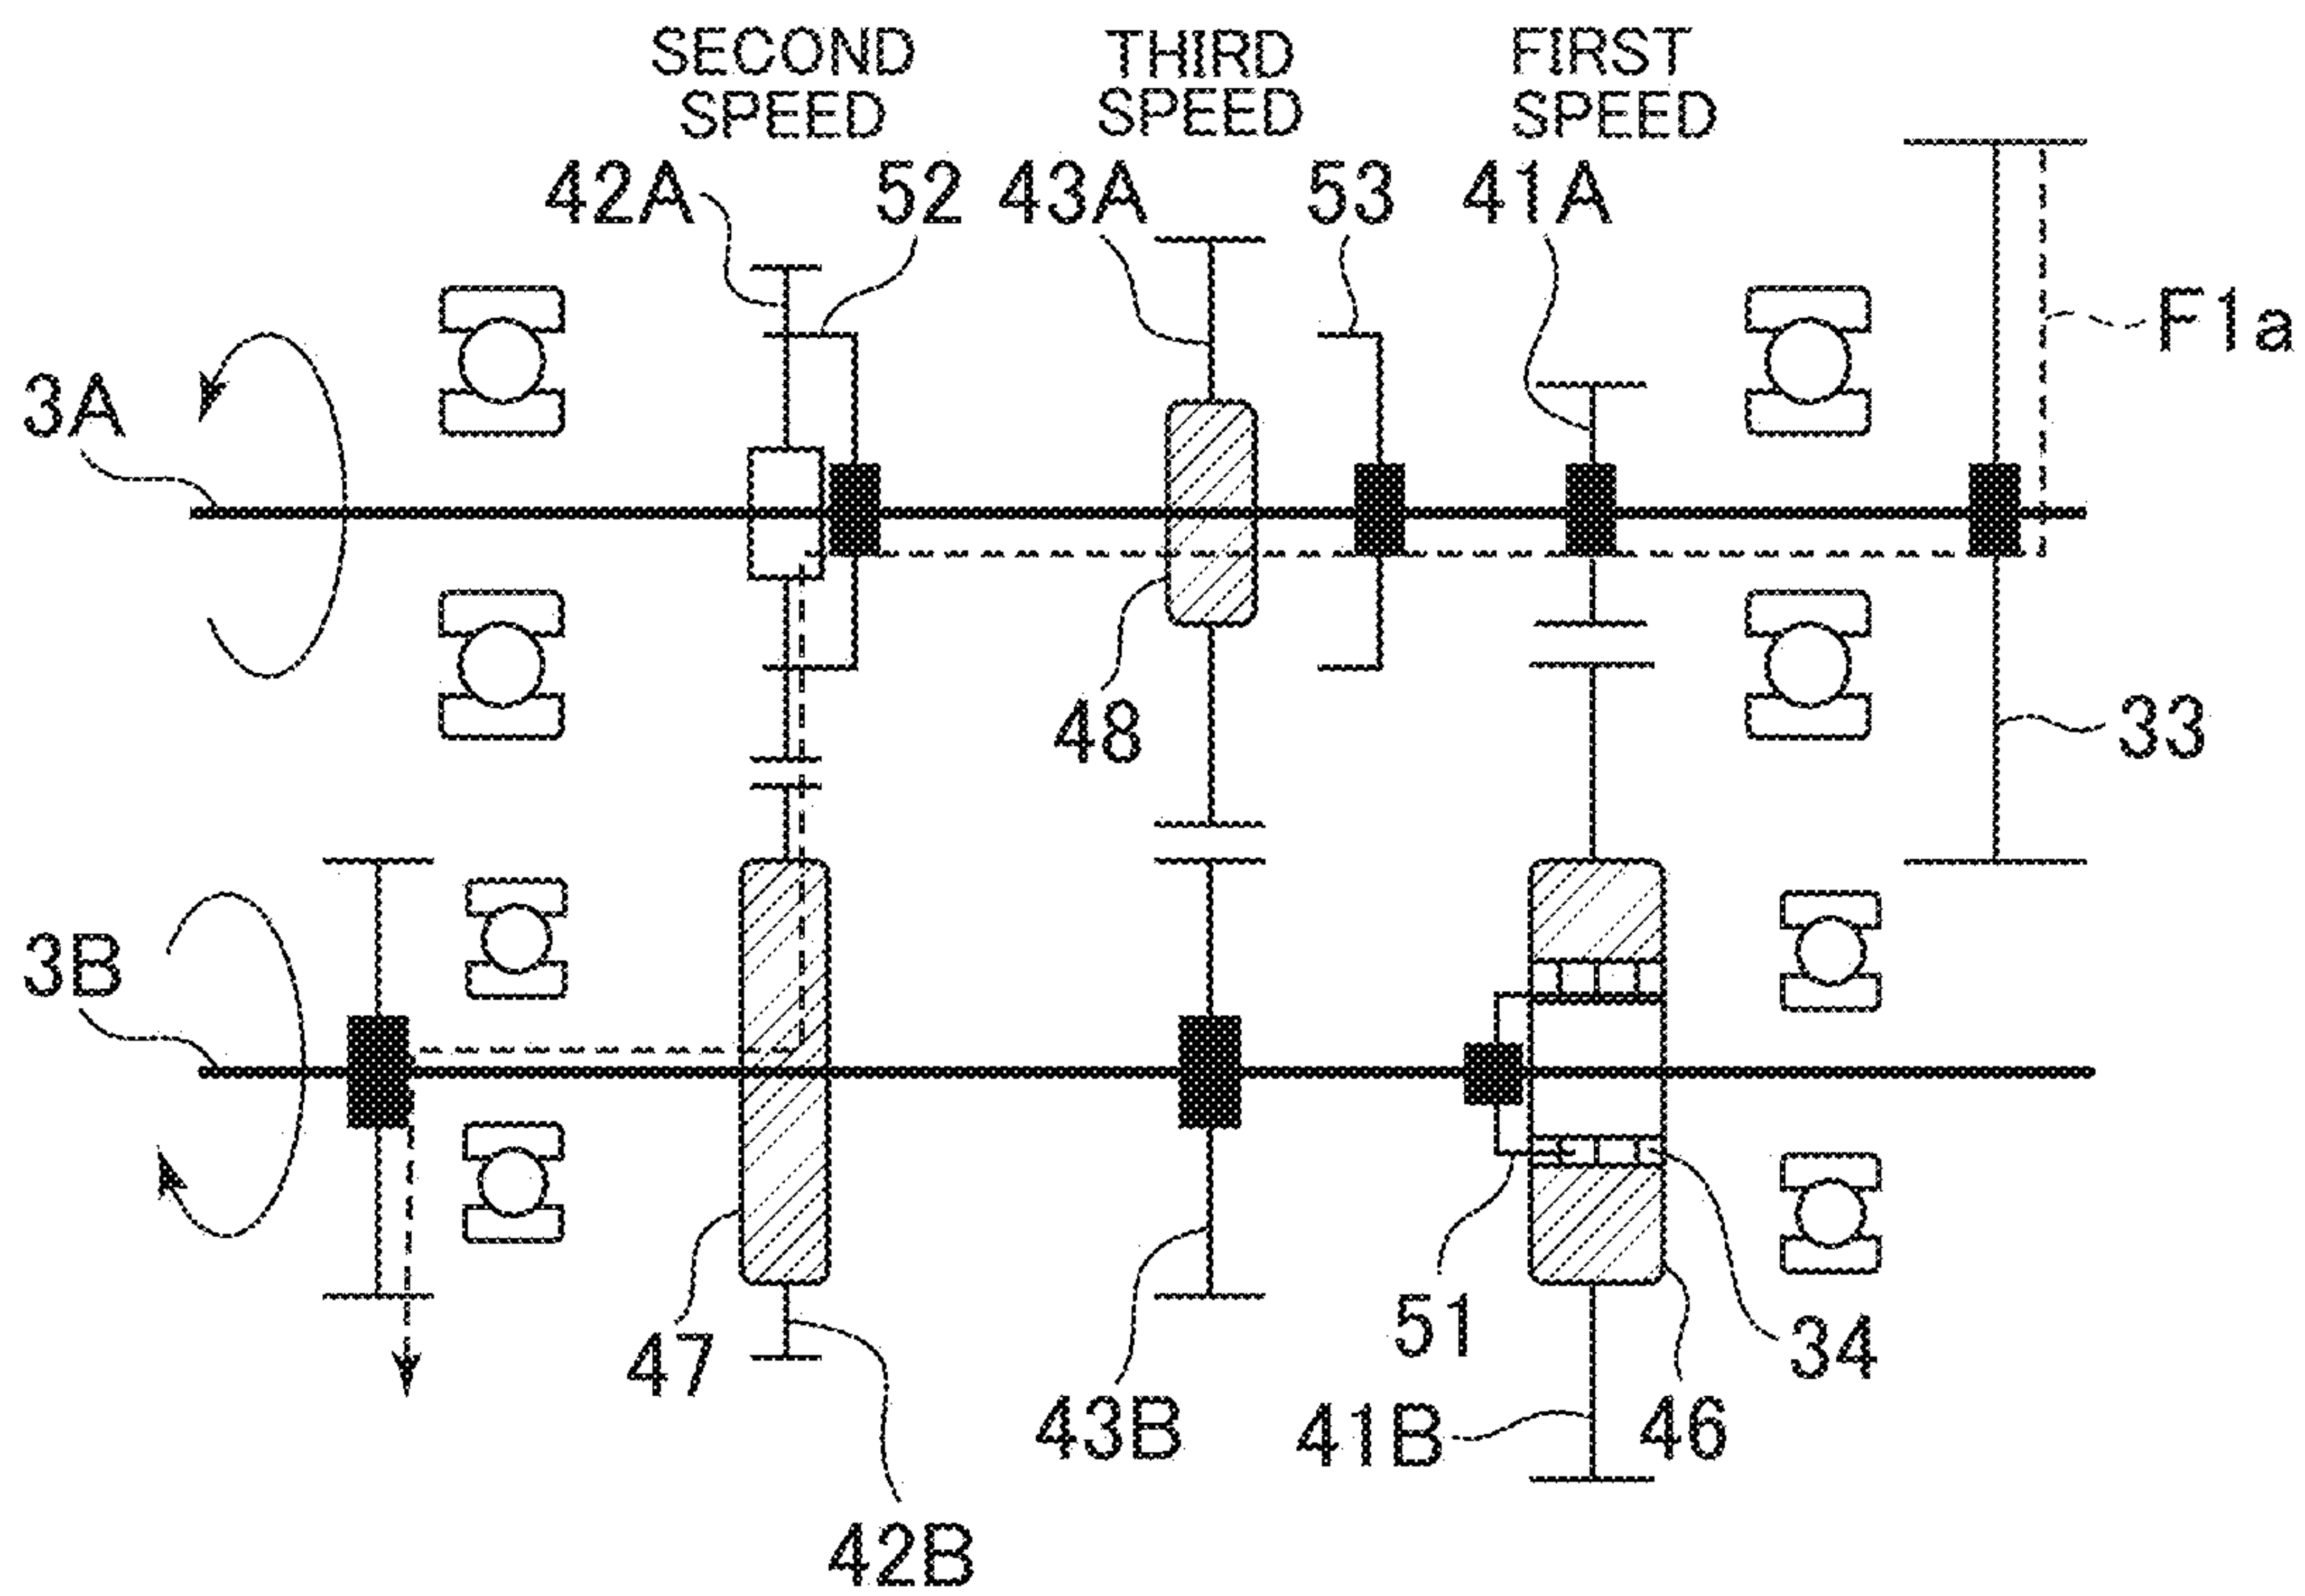 SECOND SPEED
THIRD SPEED
FIRST SPEED
42A
52
43A
53
41A
F1a
3A
48
33
3B
47
51
34
43B
41B
46
42B